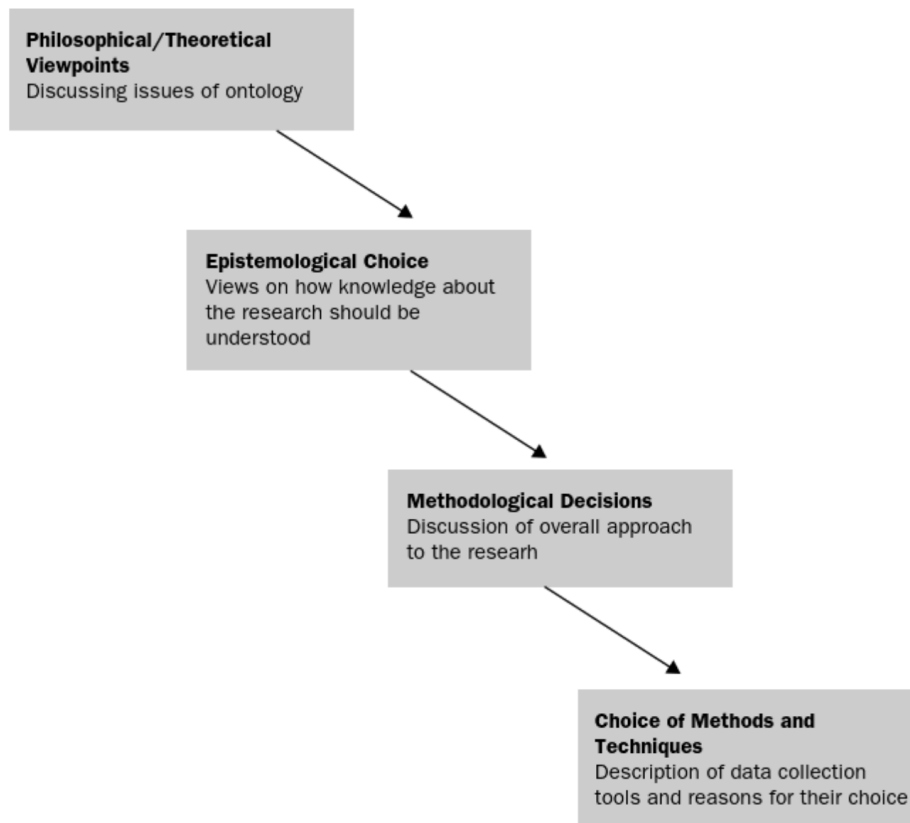 Philosophical/Theoretical
Viewpoints
Discussing issues of ontology
Epistemological Choice
Views on how knowledge about
the research should be
understood
Methodological Decisions
Discussion of overall approach
to the researh
Choice of Methods and
Techniques
Description of data collection
tools and reasons for their choice